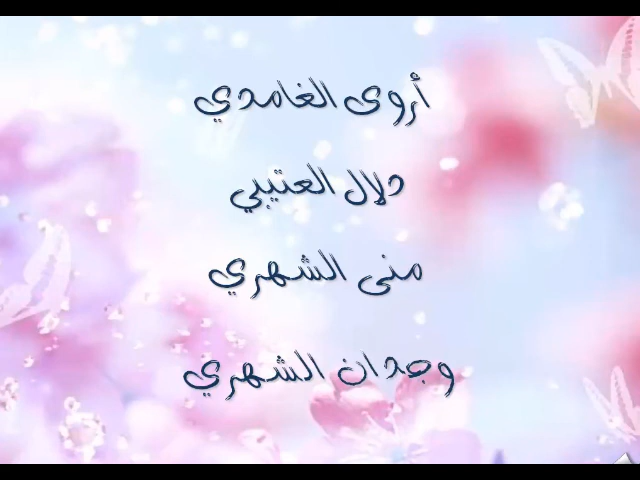 أروى الغامدي
دلال العتيبي
منى الشهري
وجدان الشهري